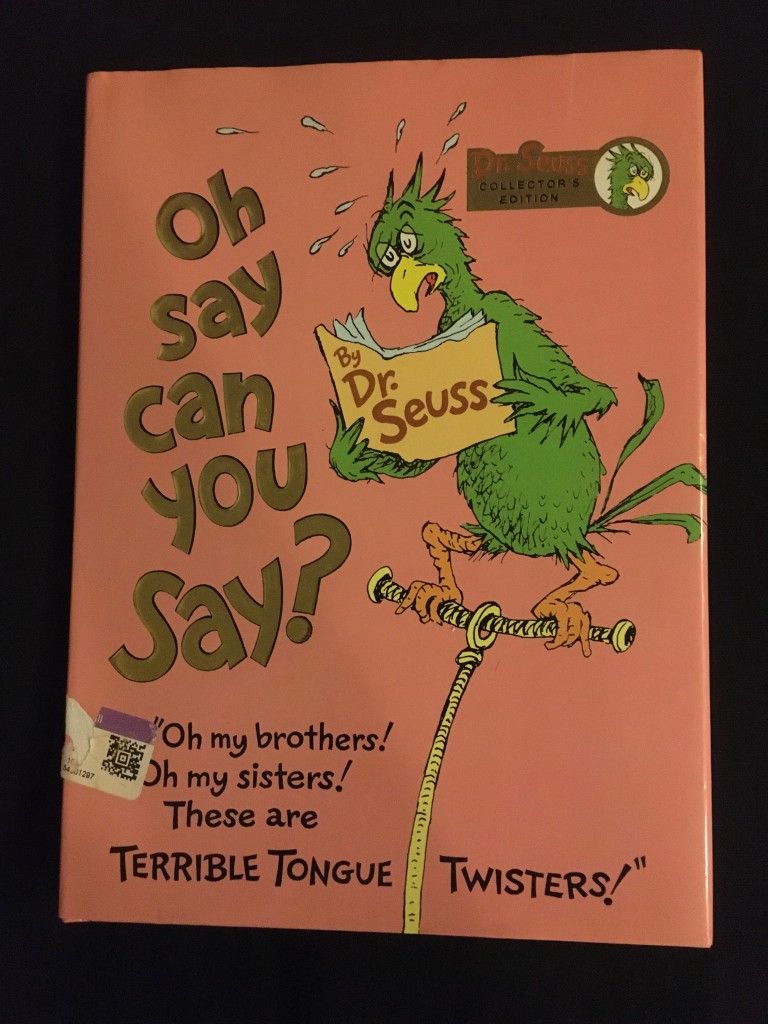 Oh
say
can
you
Say?
Dr. Seuss
COLLECTOR'S
EDITION
By
Dr.
Seuss
"Oh my brothers!
Oh my sisters!
These are
TERRIBLE TONGUE TWISTERS!"